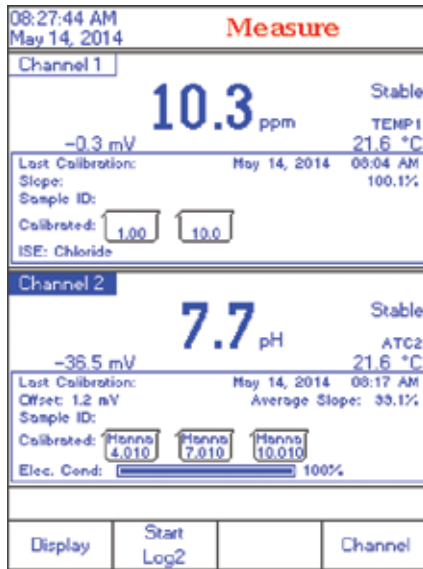 08:27:44 AM
May 14, 2014
Measure
Channel 1
10.3 ppm
Stable
TEMP1
-0.3 mV
21.6 °C
Last Calibration: May 14, 2014 08:04 AM
Slope: 100.1%
Sample ID:
Calibrated: 1.00 10.0
ISE: Chloride
Channel 2
7.7 pH
Stable
ATC2
-36.5 mV
21.6 °C
Last Calibration: May 14, 2014 08:17 AM
Offset: 1.2 mV Average Slope: 99.1%
Sample ID:
Calibrated: Hanna 4.010 Hanna 7.010 Hanna 10.010
Elec. Cond: 100%
Display
Start
Log2
Channel